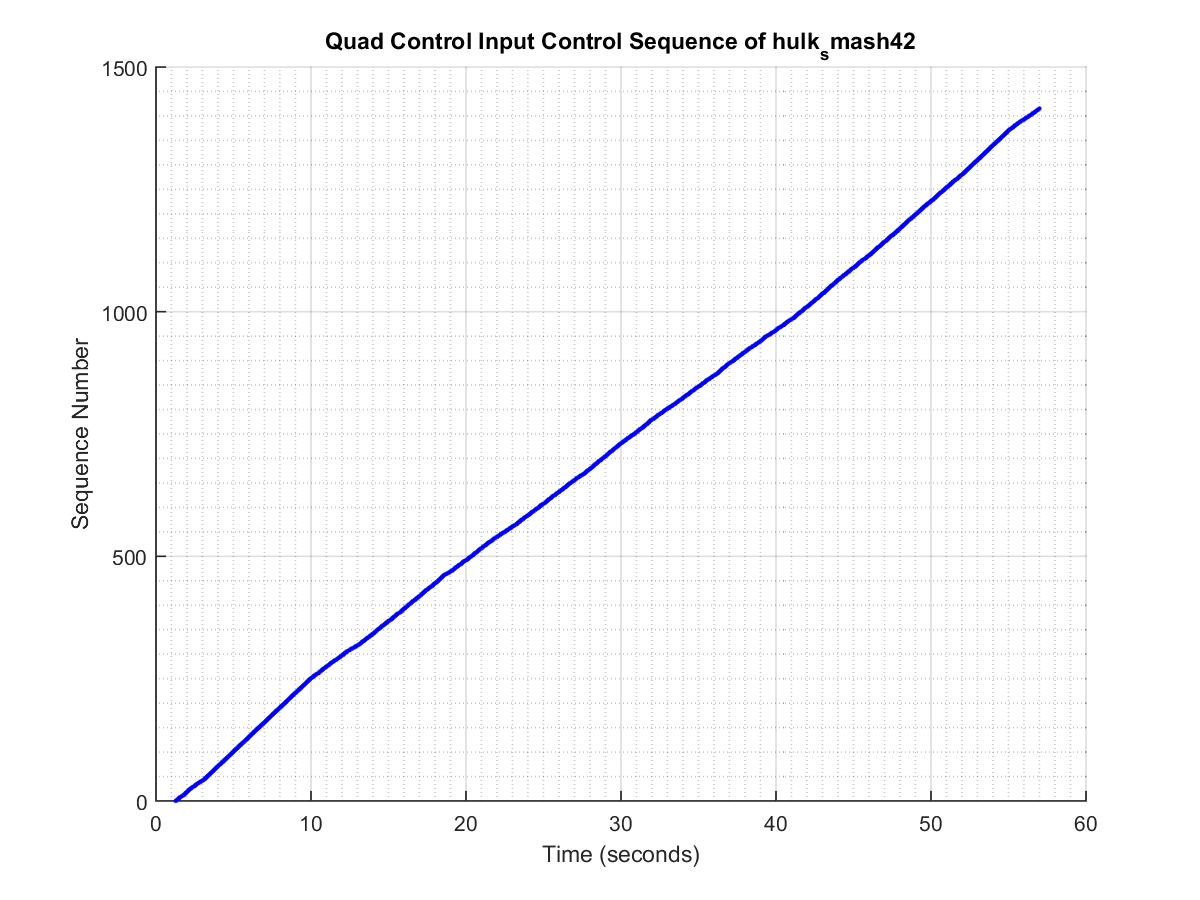 Quad Control Input Control Sequence of hulksmash42
1500
1000
500
0
Sequence Number
0 10 20 30 40 50 60
Time (seconds)